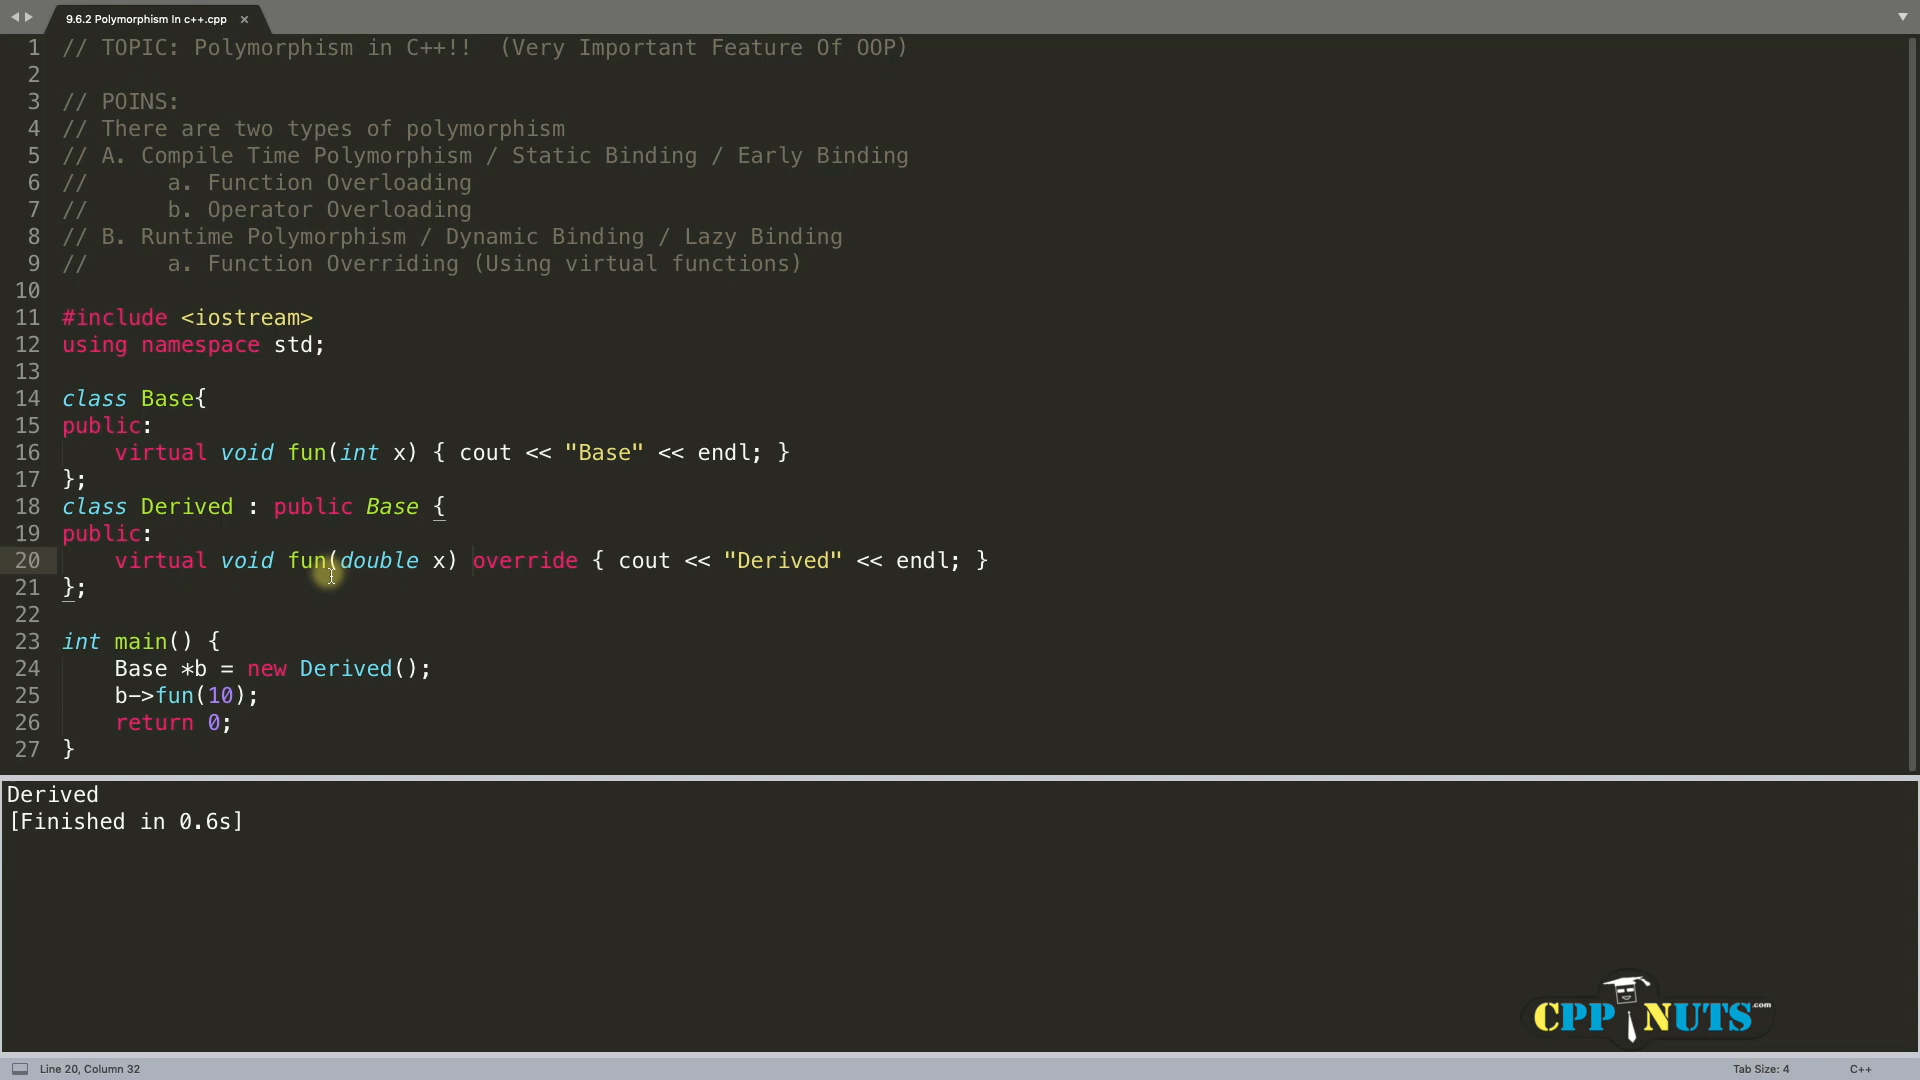 9.6.2 Polymorphism In c++.cpp ×
1 // TOPIC: Polymorphism in C++!!  (Very Important Feature Of OOP)
2
3 // POINS:
4 // There are two types of polymorphism
5 // A. Compile Time Polymorphism / Static Binding / Early Binding
6 //      a. Function Overloading
7 //      b. Operator Overloading
8 // B. Runtime Polymorphism / Dynamic Binding / Lazy Binding
9 //      a. Function Overriding (Using virtual functions)
10
11 #include <iostream>
12 using namespace std;
13
14 class Base{
15 public:
16     virtual void fun(int x) { cout << "Base" << endl; }
17 };
18 class Derived : public Base {
19 public:
20     virtual void fun(double x) override { cout << "Derived" << endl; }
21 };
22
23 int main() {
24     Base *b = new Derived();
25     b->fun(10);
26     return 0;
27 }
Derived
[Finished in 0.6s]
CPP NUTS .com
Line 20, Column 32 Tab Size: 4 C++